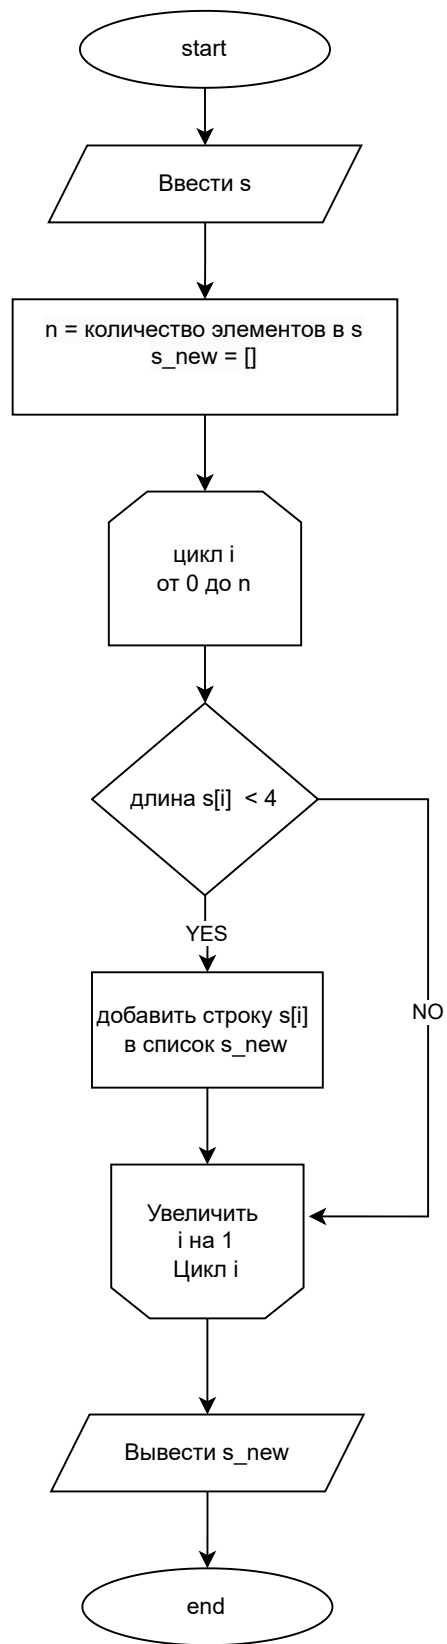 start
Ввести s
n = количество элементов в s
s_new = []
цикл i
от 0 до n
длина s[i] < 4
YES
добавить строку s[i]
в список s_new
NO
Увеличить
i на 1
Цикл i
Вывести s_new
end